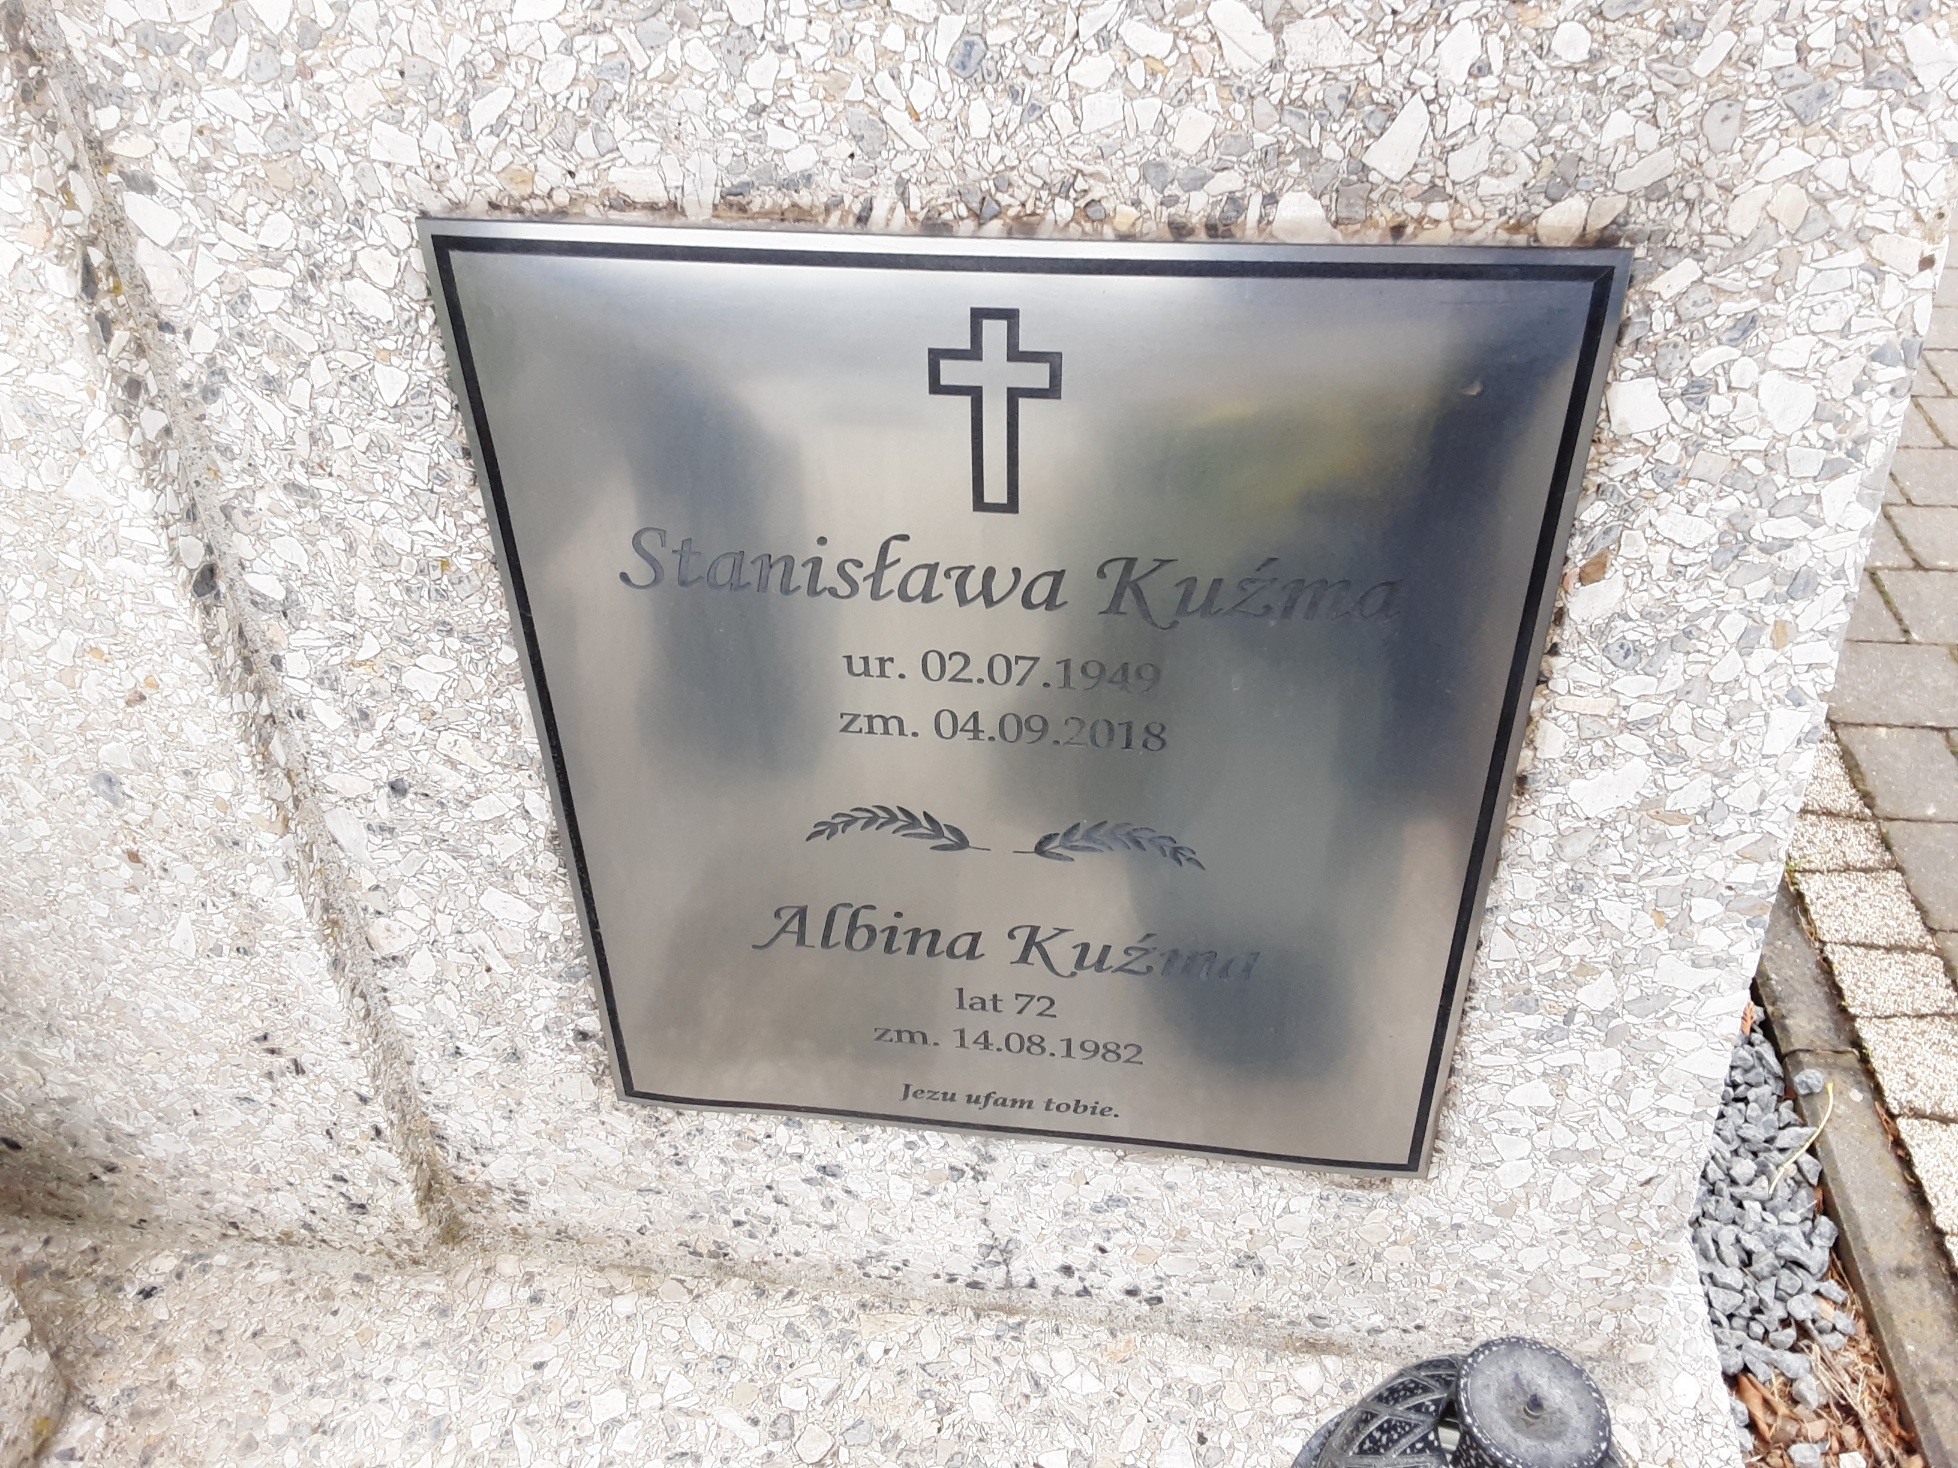 Stanisława Kuźma
ur. 02.07.1949
zm. 04.09.2018
Albina Kuźma
lat 72
zm. 14.08.1982
Jezu ufam tobie.